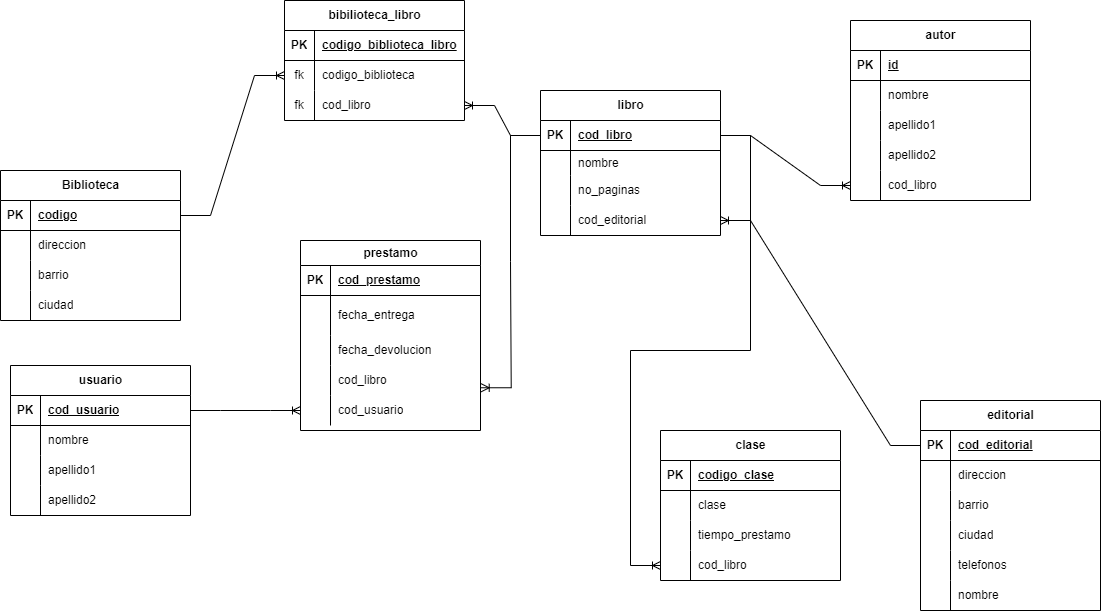 bibilioteca_libro
PK codigo_biblioteca_libro
fk codigo_biblioteca
fk cod_libro
autor
PK id
nombre
apellido1
apellido2
cod_libro
libro
PK cod_libro
nombre
no_paginas
cod_editorial
Biblioteca
PK codigo
direccion
barrio
ciudad
prestamo
PK cod_prestamo
fecha_entrega
fecha_devolucion
cod_libro
cod_usuario
usuario
PK cod_usuario
nombre
apellido1
apellido2
clase
PK codigo_clase
clase
tiempo_prestamo
cod_libro
editorial
PK cod_editorial
direccion
barrio
ciudad
telefonos
nombre